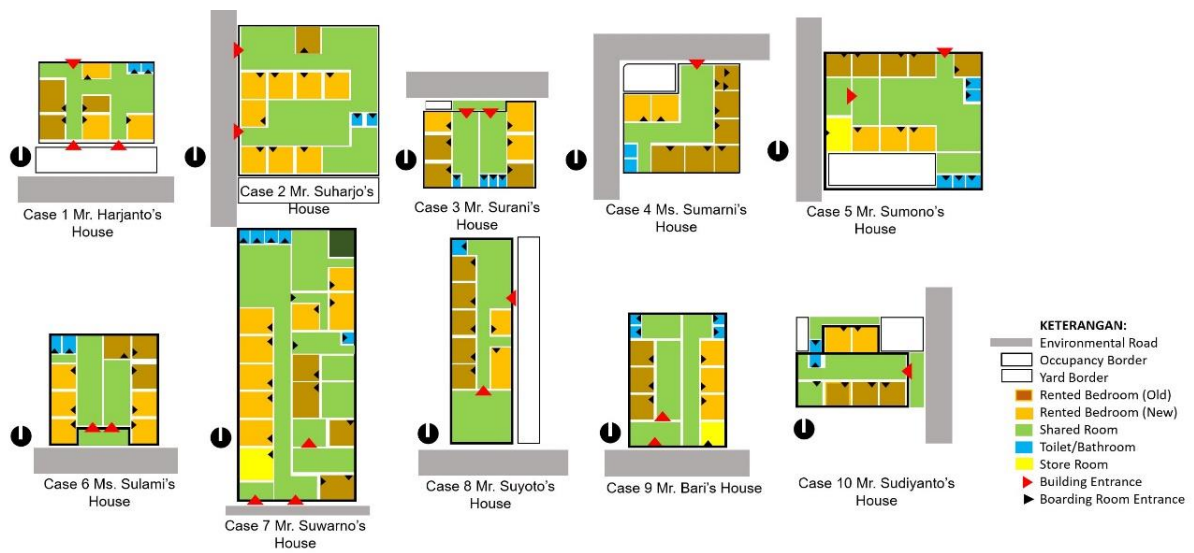 Case 1 Mr. Harjanto's
House
Case 2 Mr. Suharjo's
House
Case 3 Mr. Surani's
House
Case 4 Ms. Sumarni's
House
Case 5 Mr. Sumono's
House
Case 6 Ms. Sulami's
House
Case 7 Mr. Suwarno's
House
Case 8 Mr. Suyoto's
House
Case 9 Mr. Bari's House
Case 10 Mr. Sudiyanto's
House
KETERANGAN:
Environmental Road
Occupancy Border
Yard Border
Rented Bedroom (Old)
Rented Bedroom (New)
Shared Room
Toilet/Bathroom
Store Room
Building Entrance
Boarding Room Entrance